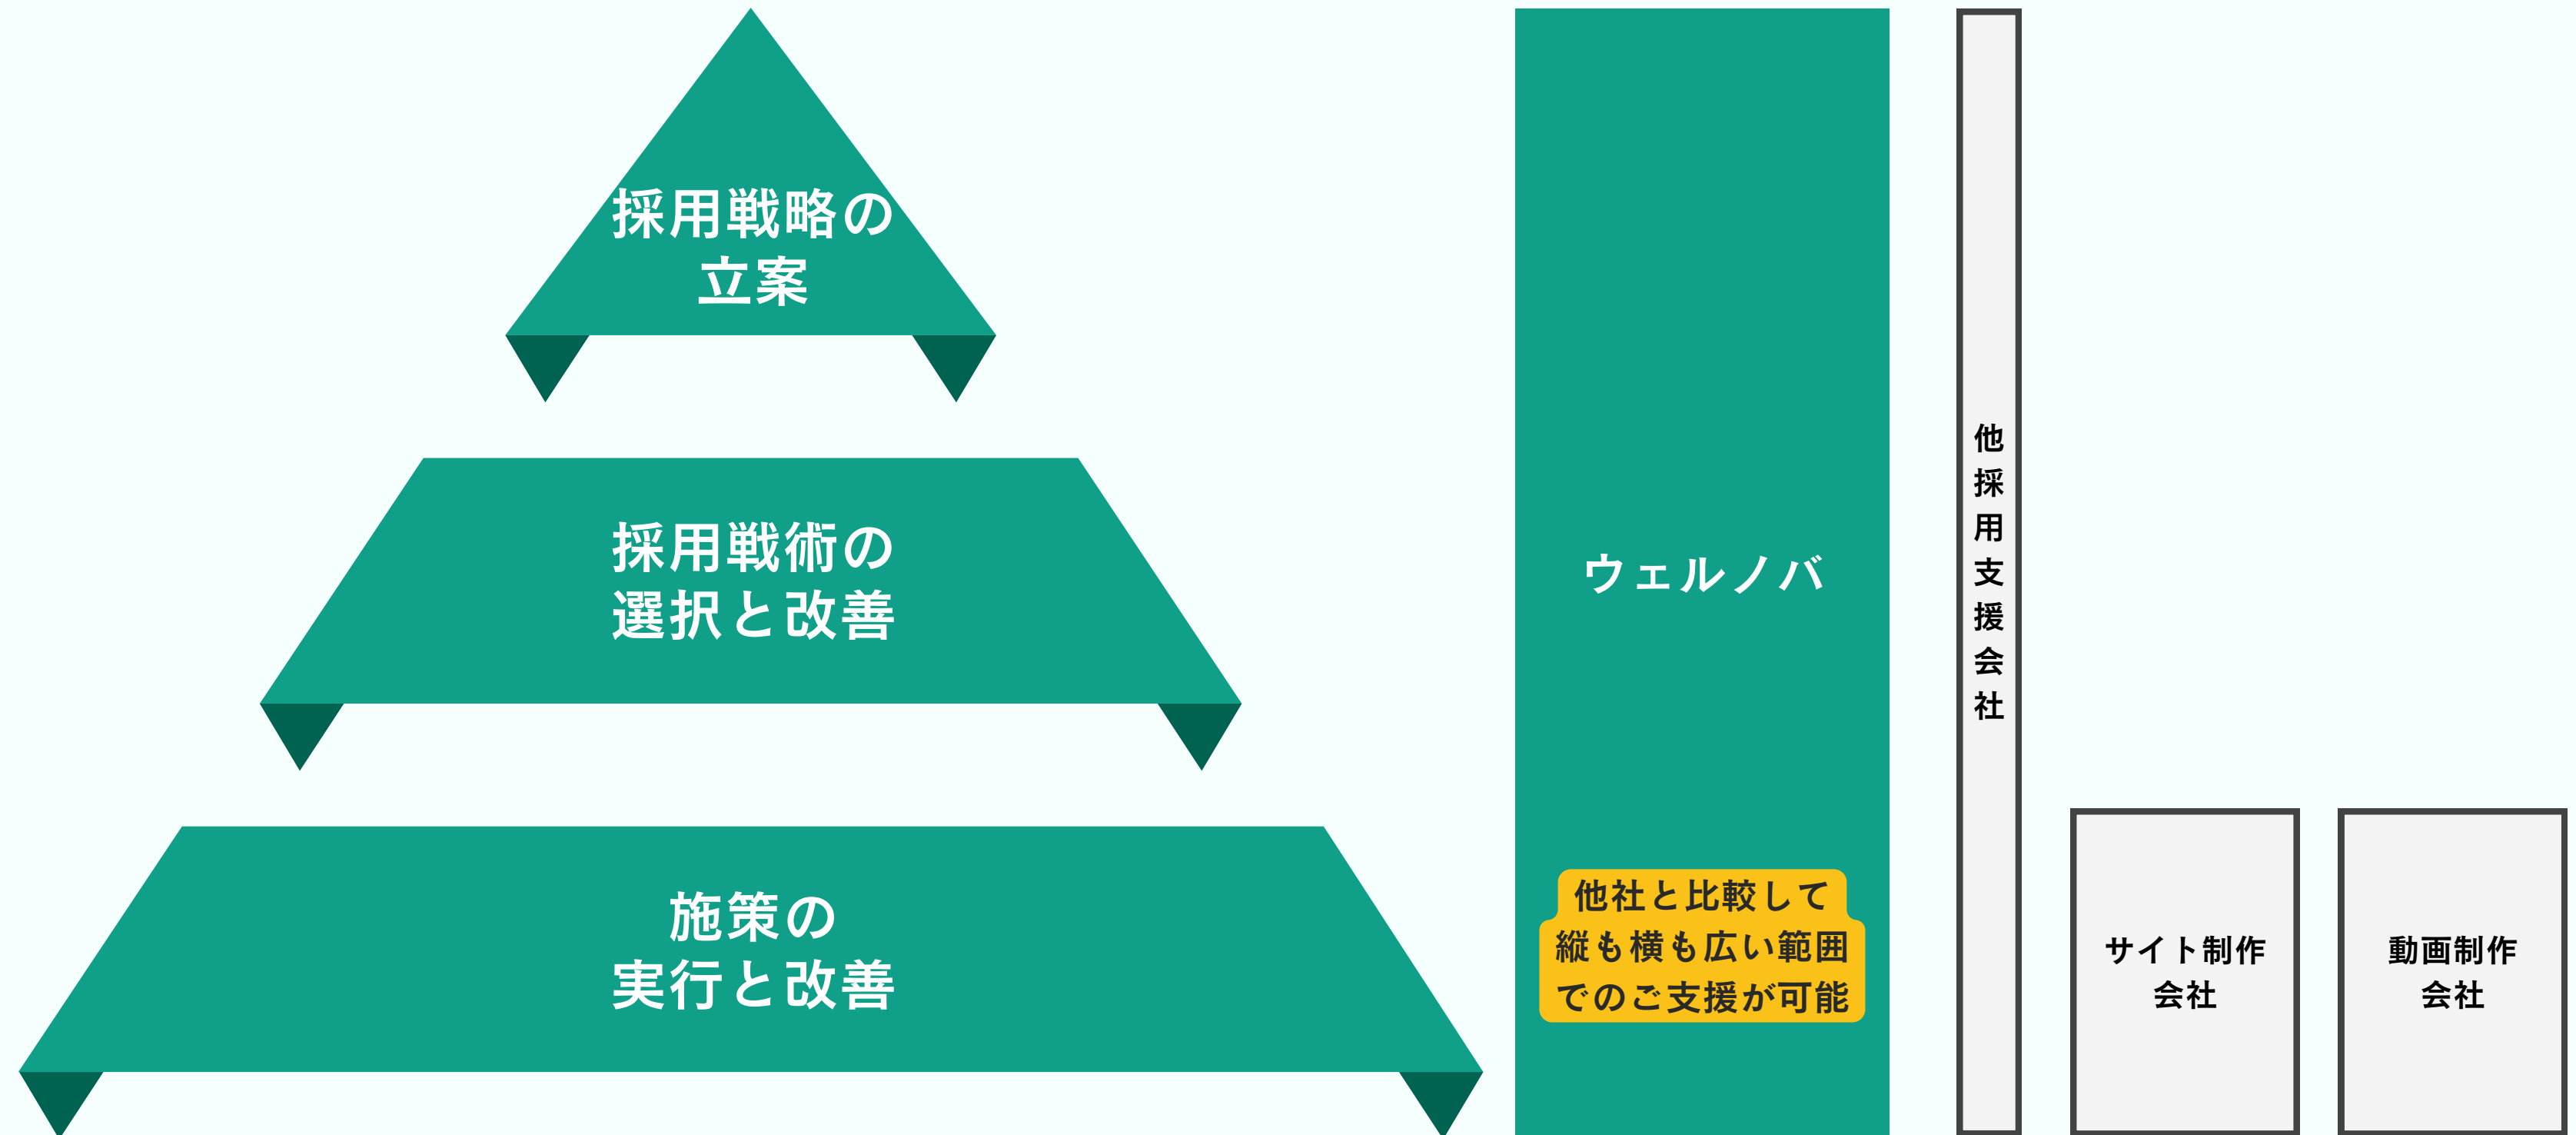 採用戦略の
立案
採用戦術の
選択と改善
施策の
実行と改善
ウェルノバ
他社と比較して
縦も横も広い範囲
でのご支援が可能
他採用支援会社
サイト制作
会社
動画制作
会社